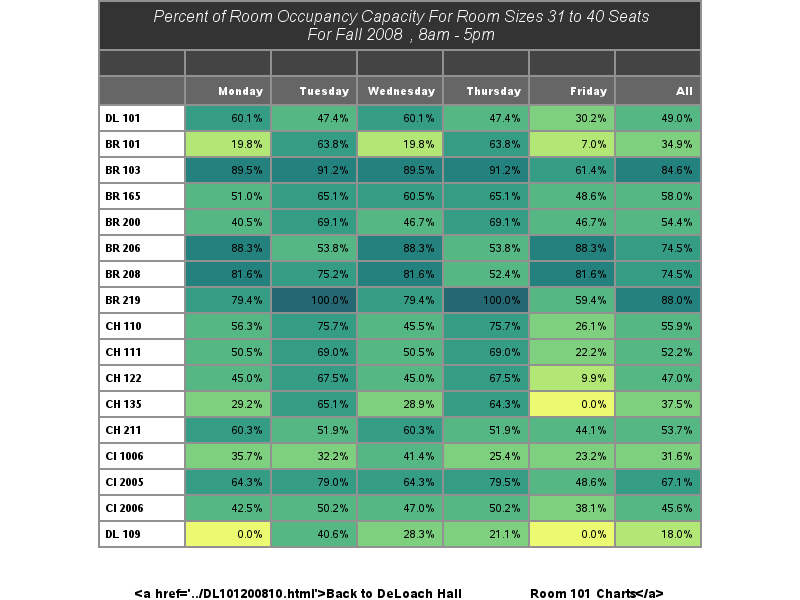 Percent of Room Occupancy Capacity For Room Sizes 31 to 40 Seats
For Fall 2008 , 8am - 5pm
Monday Tuesday Wednesday Thursday Friday All
DL 101 60.1% 47.4% 60.1% 47.4% 30.2% 49.0%
BR 101 19.8% 63.8% 19.8% 63.8% 7.0% 34.9%
BR 103 89.5% 91.2% 89.5% 91.2% 61.4% 84.6%
BR 165 51.0% 65.1% 60.5% 65.1% 48.6% 58.0%
BR 200 40.5% 69.1% 46.7% 69.1% 46.7% 54.4%
BR 206 88.3% 53.8% 88.3% 53.8% 88.3% 74.5%
BR 208 81.6% 75.2% 81.6% 52.4% 81.6% 74.5%
BR 219 79.4% 100.0% 79.4% 100.0% 59.4% 88.0%
CH 110 56.3% 75.7% 45.5% 75.7% 26.1% 55.9%
CH 111 50.5% 69.0% 50.5% 69.0% 22.2% 52.2%
CH 122 45.0% 67.5% 45.0% 67.5% 9.9% 47.0%
CH 135 29.2% 65.1% 28.9% 64.3% 0.0% 37.5%
CH 211 60.3% 51.9% 60.3% 51.9% 44.1% 53.7%
CI 1006 35.7% 32.2% 41.4% 25.4% 23.2% 31.6%
CI 2005 64.3% 79.0% 64.3% 79.5% 48.6% 67.1%
CI 2006 42.5% 50.2% 47.0% 50.2% 38.1% 45.6%
DL 109 0.0% 40.6% 28.3% 21.1% 0.0% 18.0%
<a href='../DL101200810.html'>Back to DeLoach Hall Room 101 Charts</a>